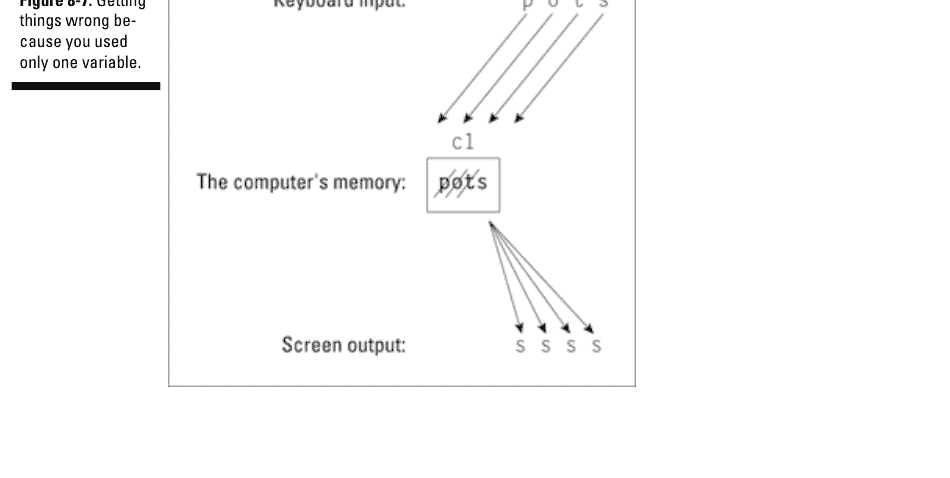 Figure 8-7: Getting
things wrong be-
cause you used
only one variable.
Keyboard input: p o t s
c1
The computer's memory: pots
Screen output: s s s s